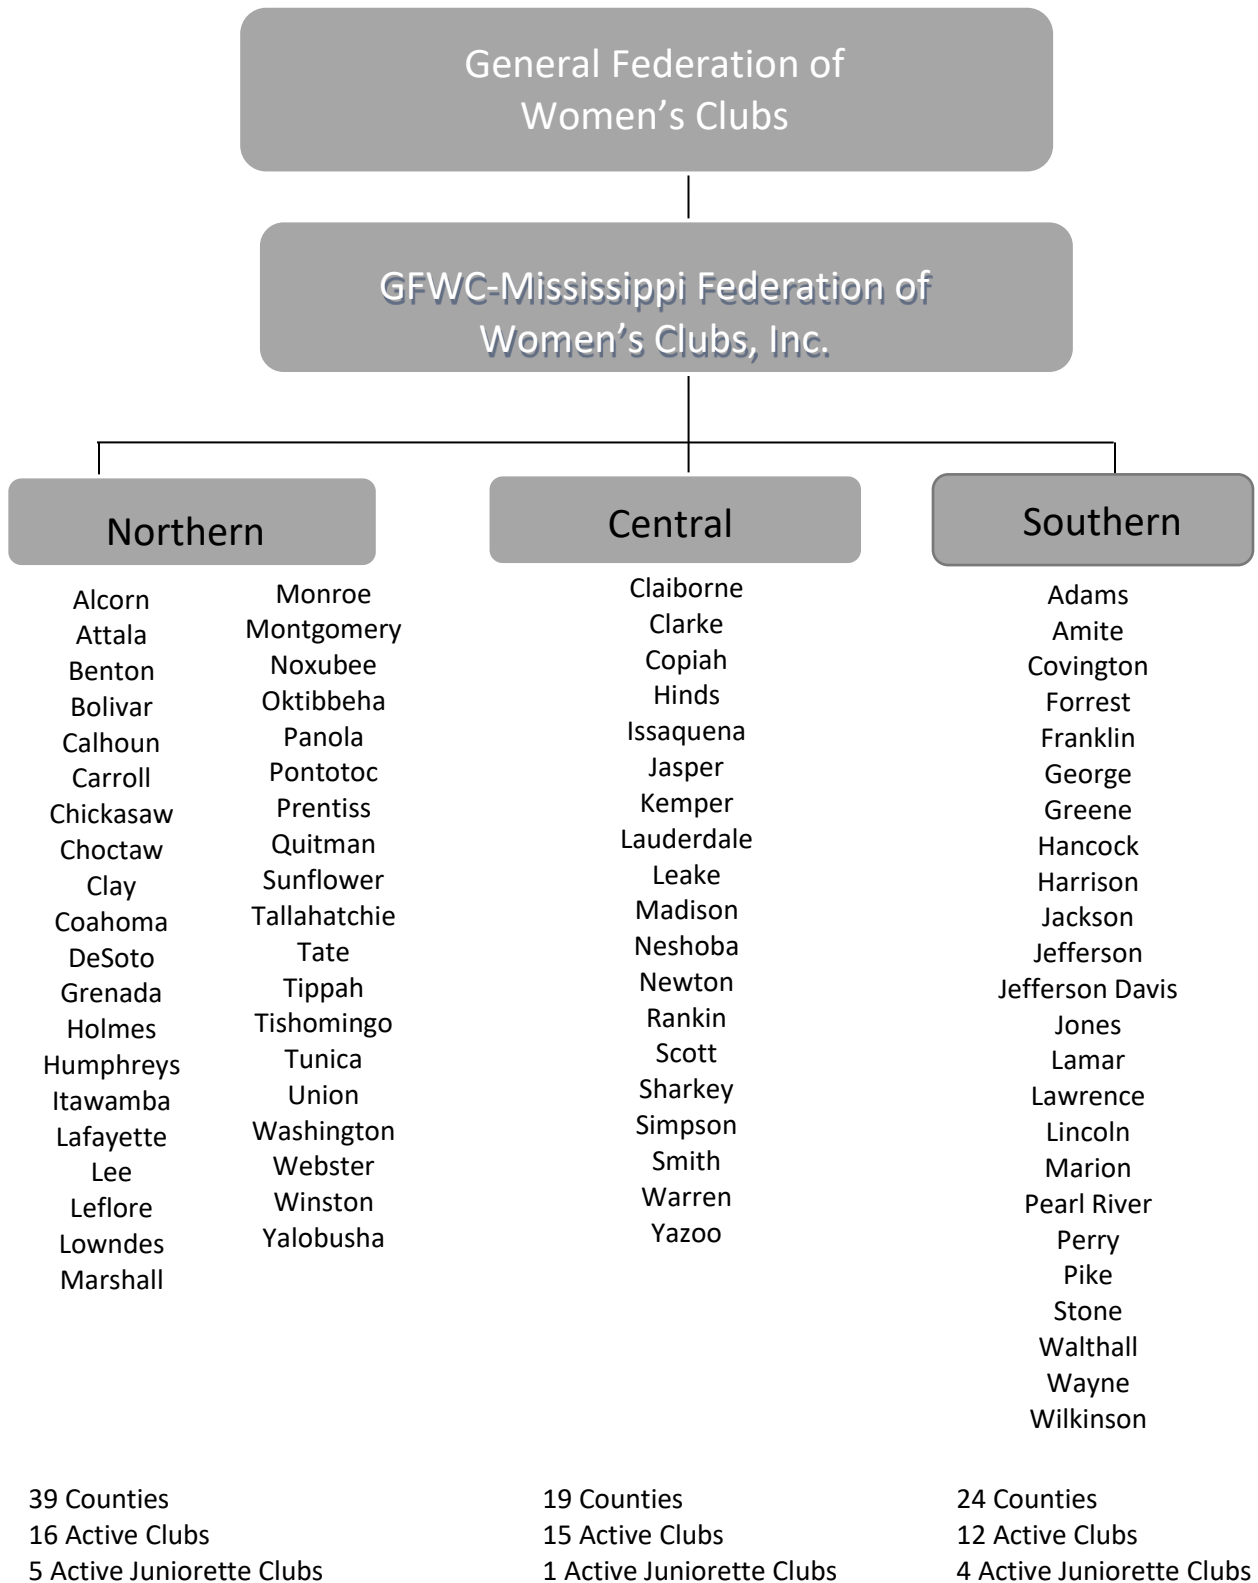 General Federation of
Women's Clubs
GFWC-Mississippi Federation of
Women's Clubs, Inc.
Northern
Alcorn
Attala
Benton
Bolivar
Calhoun
Carroll
Chickasaw
Choctaw
Clay
Coahoma
DeSoto
Grenada
Holmes
Humphreys
Itawamba
Lafayette
Lee
Leflore
Lowndes
Marshall
Monroe
Montgomery
Noxubee
Oktibbeha
Panola
Pontotoc
Prentiss
Quitman
Sunflower
Tallahatchie
Tate
Tippah
Tishomingo
Tunica
Union
Washington
Webster
Winston
Yalobusha
39 Counties
16 Active Clubs
5 Active Juniorette Clubs
Central
Claiborne
Clarke
Copiah
Hinds
Issaquena
Jasper
Kemper
Lauderdale
Leake
Madison
Neshoba
Newton
Rankin
Scott
Sharkey
Simpson
Smith
Warren
Yazoo
19 Counties
15 Active Clubs
1 Active Juniorette Clubs
Southern
Adams
Amite
Covington
Forrest
Franklin
George
Greene
Hancock
Harrison
Jackson
Jefferson
Jefferson Davis
Jones
Lamar
Lawrence
Lincoln
Marion
Pearl River
Perry
Pike
Stone
Walthall
Wayne
Wilkinson
24 Counties
12 Active Clubs
4 Active Juniorette Clubs